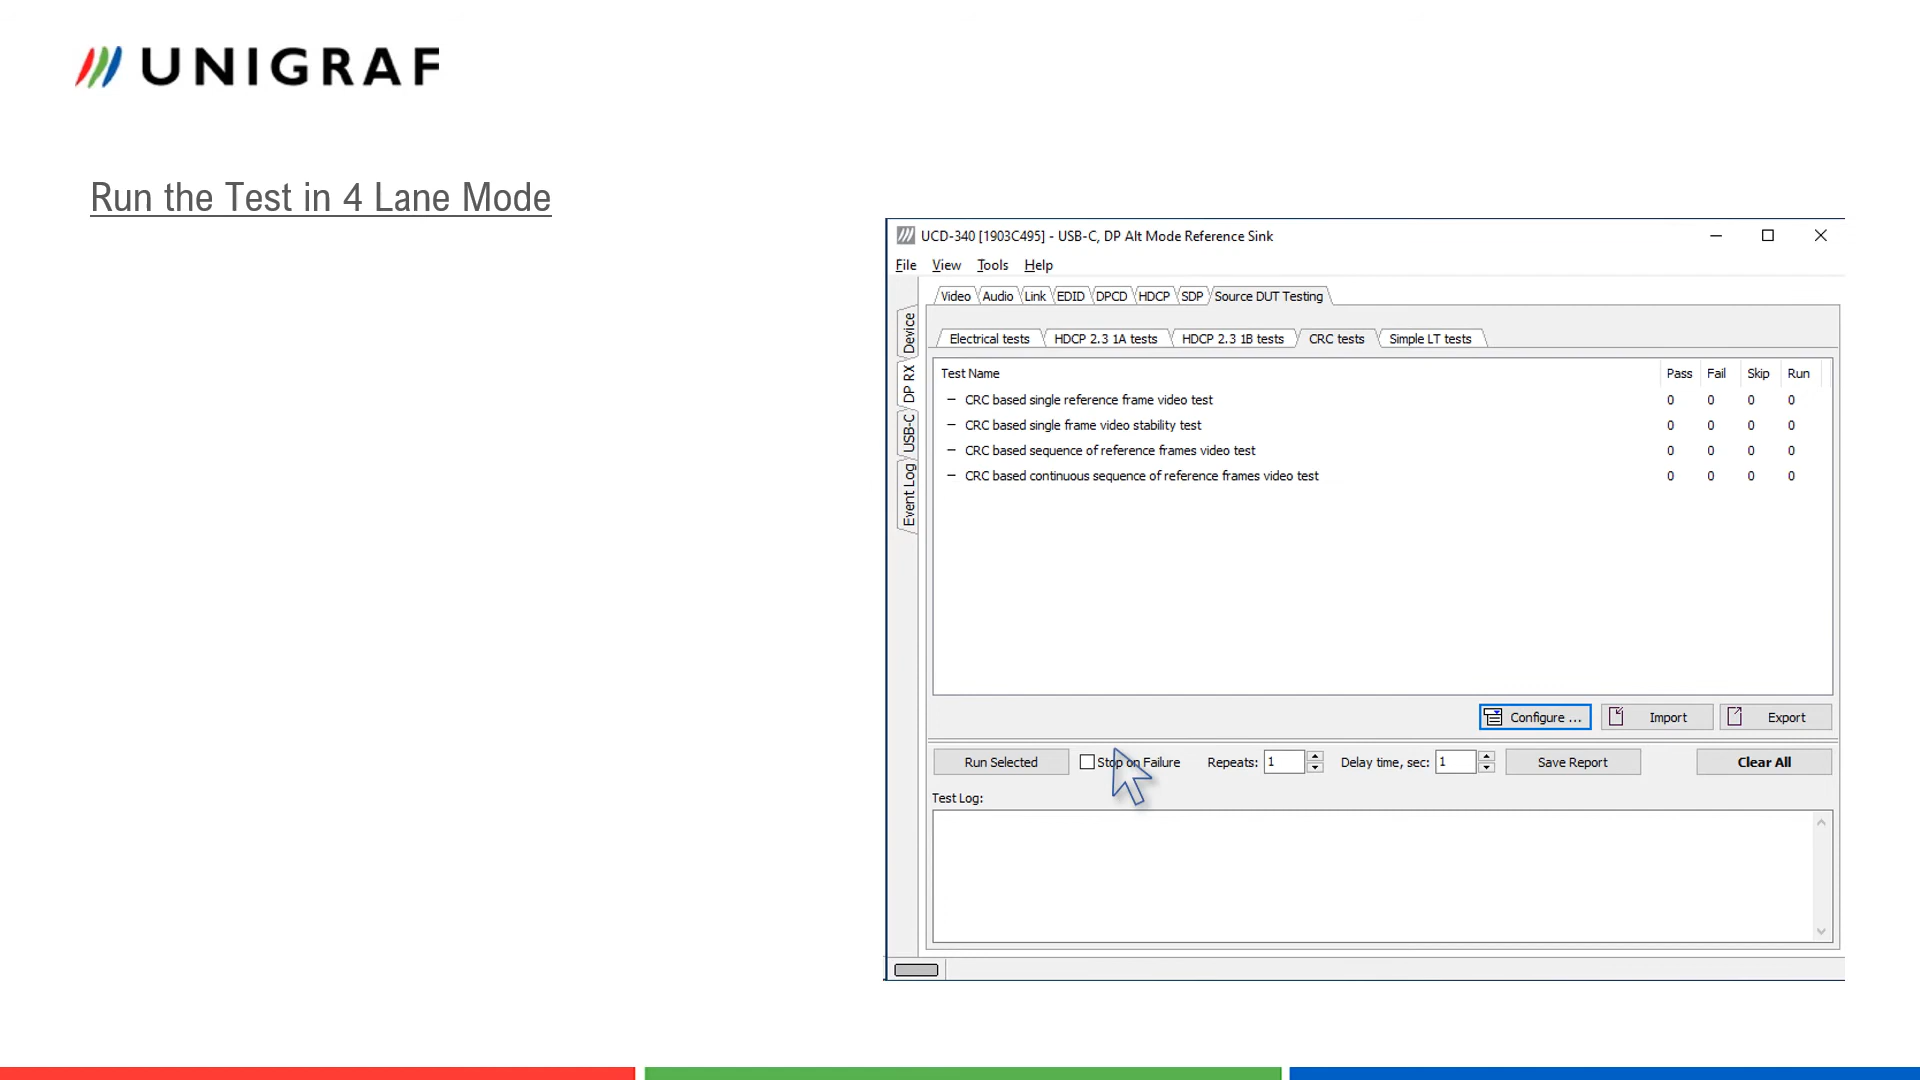 UNIGRAF
Run the Test in 4 Lane Mode
UCD-340 [1903C495] - USB-C, DP Alt Mode Reference Sink
File View Tools Help
Video Audio Link EDID DPCD HDCP SDP Source DUT Testing
Device
DP RX
USB-C
Event Log
Electrical tests HDCP 2.3 1A tests HDCP 2.3 1B tests CRC tests Simple LT tests
Test Name Pass Fail Skip Run
CRC based single reference frame video test 0 0 0 0
CRC based single frame video stability test 0 0 0 0
CRC based sequence of reference frames video test 0 0 0 0
CRC based continuous sequence of reference frames video test 0 0 0 0
Configure ... Import Export
Run Selected Stop on Failure Repeats: 1 Delay time, sec: 1 Save Report Clear All
Test Log: